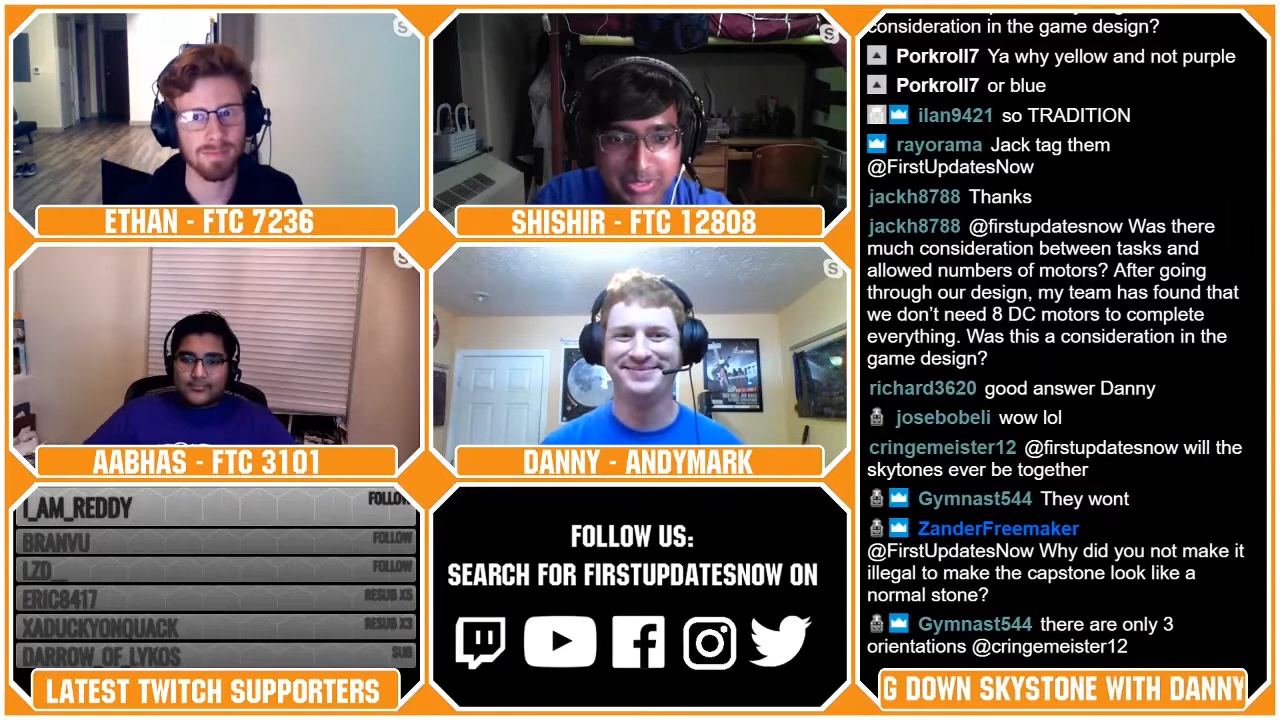 ETHAN - FTC 7236
SHISHIR - FTC 12808
AABHAS - FTC 3101
DANNY - ANDYMARK
I_AM_REDDY FOLLOW
BRANVU FOLLOW
LZD__ FOLLOW
ERIC8417 RESUB X5
XADUCKYONQUACK RESUB X3
DARROW_OF_LYKOS SUB
LATEST TWITCH SUPPORTERS
FOLLOW US:
SEARCH FOR FIRSTUPDATESNOW ON
consideration in the game design?
Porkroll7 Ya why yellow and not purple
Porkroll7 or blue
ilan9421 so TRADITION
rayorama Jack tag them
@FirstUpdatesNow
jackh8788 Thanks
jackh8788 @firstupdatesnow Was there
much consideration between tasks and
allowed numbers of motors? After going
through our design, my team has found that
we don’t need 8 DC motors to complete
everything. Was this a consideration in the
game design?
richard3620 good answer Danny
josebobeli wow lol
cringemeister12 @firstupdatesnow will the
skytones ever be together
Gymnast544 They wont
ZanderFreemaker
@FirstUpdatesNow Why did you not make it
illegal to make the capstone look like a
normal stone?
Gymnast544 there are only 3
orientations @cringemeister12
G DOWN SKYSTONE WITH DANNY